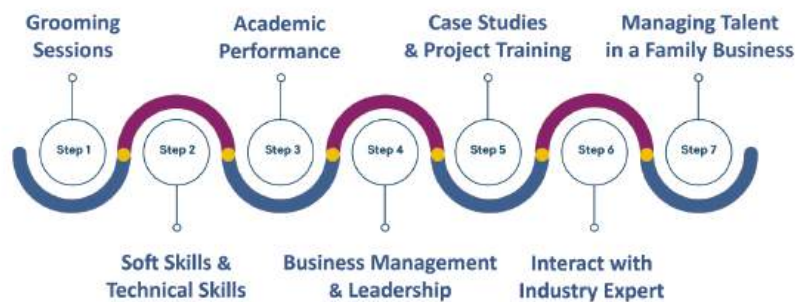 Grooming
Sessions
Academic
Performance
Case Studies
& Project Training
Managing Talent
in a Family Business
Step 1
Step 2
Step 3
Step 4
Step 5
Step 6
Step 7
Soft Skills &
Technical Skills
Business Management
& Leadership
Interact with
Industry Expert